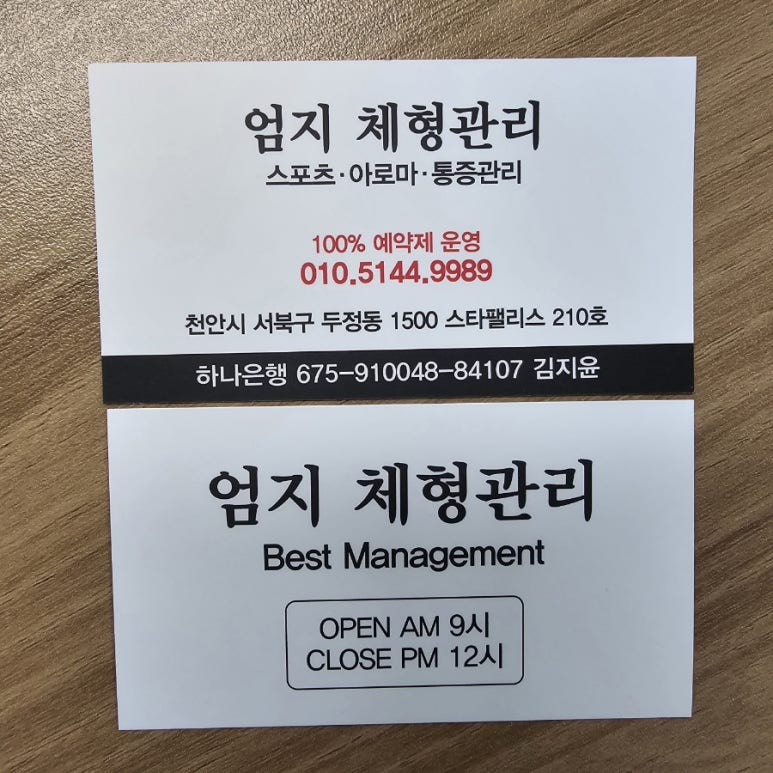 엄지 체형관리
스포츠·아로마·통증관리
100% 예약제 운영
010.5144.9989
천안시 서북구 두정동 1500 스타팰리스 210호
하나은행 675-910048-84107 김지윤
엄지 체형관리
Best Management
OPEN AM 9시
CLOSE PM 12시